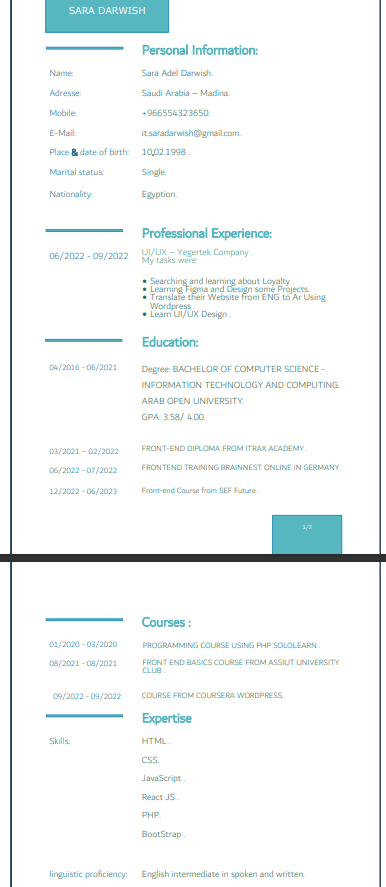 SARA DARWISH
Personal Information:
Name: Sara Adel Darwish.
Adresse: Saudi Arabia – Madina.
Mobile: +966554323650.
E-Mail: it.saradarwish@gmail.com.
Place & date of birth: 10.02.1998 .
Marital status: Single.
Nationality: Egyption.
Professional Experience:
06/2022 - 09/2022 UI/UX – Yegertek Company .
My tasks were:
● Searching and learning about Loyalty .
● Learning Figma and Design some Projects.
● Translate their Website from ENG to Ar Using
Wordpress .
● Learn UI/UX Design .
Education:
04/2016 - 06/2021 Degree: BACHELOR OF COMPUTER SCIENCE -
INFORMATION TECHNOLOGY AND COMPUTING.
ARAB OPEN UNIVERSITY.
GPA: 3.58/ 4.00.
03/2021 – 02/2022 FRONT-END DIPLOMA FROM ITRAX ACADEMY .
06/2022 - 07/2022 FRONTEND TRAINING BRAINNEST ONLINE IN GERMANY.
12/2022 - 06/2023 Front-end Course from SEF Future .
1/2
Courses :
01/2020 - 03/2020 PROGRAMMING COURSE USING PHP SOLOLEARN .
08/2021 - 08/2021 FRONT END BASICS COURSE FROM ASSIUT UNIVERSITY
CLUB .
09/2022 - 09/2022 COURSE FROM COURSERA WORDPRESS.
Expertise
Skills: HTML .
CSS.
JavaScript .
React JS .
PHP.
BootStrap .
linguistic proficiency: English intermediate in spoken and written.